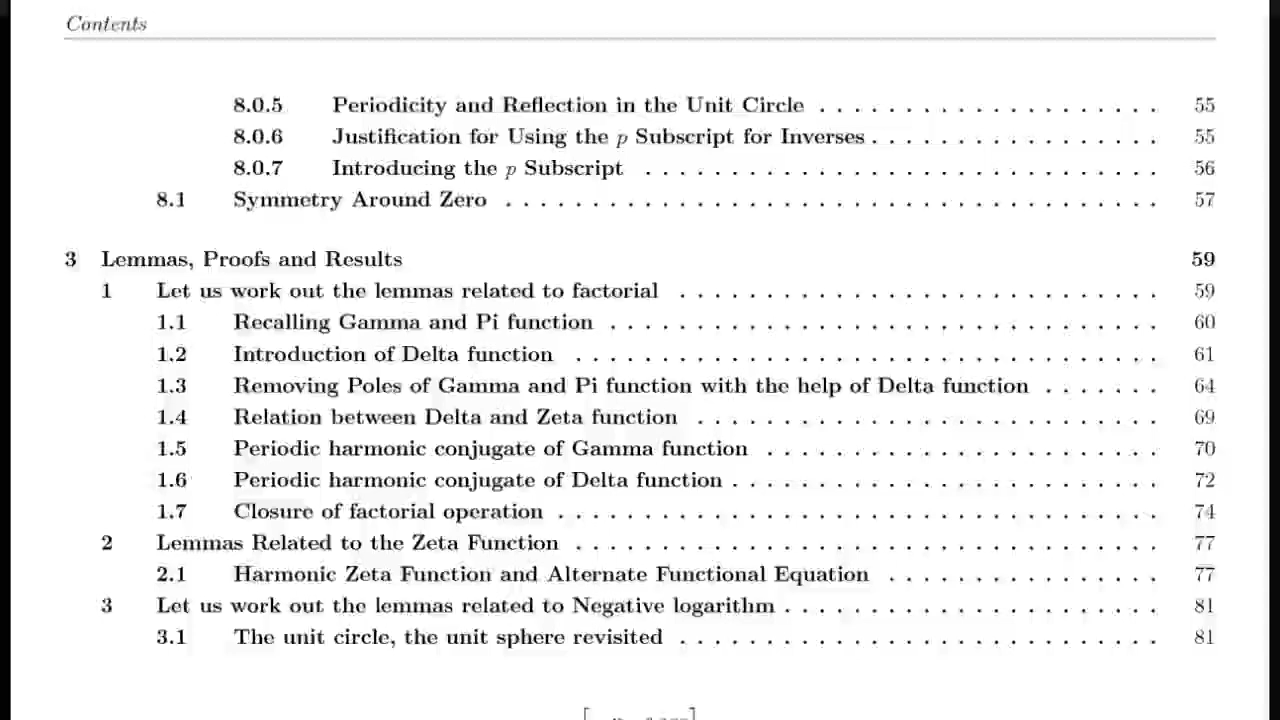 Contents
8.0.5 Periodicity and Reflection in the Unit Circle . . . . . . . . . . . . . . . . . . . . 55
8.0.6 Justification for Using the p Subscript for Inverses . . . . . . . . . . . . . . . . . 55
8.0.7 Introducing the p Subscript . . . . . . . . . . . . . . . . . . . . . . . . . . . . . . 56
8.1 Symmetry Around Zero . . . . . . . . . . . . . . . . . . . . . . . . . . . . . . . . . . . . . . 57
3 Lemmas, Proofs and Results 59
1 Let us work out the lemmas related to factorial . . . . . . . . . . . . . . . . . . . . . . . . . . . . 59
1.1 Recalling Gamma and Pi function . . . . . . . . . . . . . . . . . . . . . . . . . . . . . . . . 60
1.2 Introduction of Delta function . . . . . . . . . . . . . . . . . . . . . . . . . . . . . . . . . . 61
1.3 Removing Poles of Gamma and Pi function with the help of Delta function . . . . . . . 64
1.4 Relation between Delta and Zeta function . . . . . . . . . . . . . . . . . . . . . . . . . . . 69
1.5 Periodic harmonic conjugate of Gamma function . . . . . . . . . . . . . . . . . . . . . . . 70
1.6 Periodic harmonic conjugate of Delta function . . . . . . . . . . . . . . . . . . . . . . . . . 72
1.7 Closure of factorial operation . . . . . . . . . . . . . . . . . . . . . . . . . . . . . . . . . . . 74
2 Lemmas Related to the Zeta Function . . . . . . . . . . . . . . . . . . . . . . . . . . . . . . . . . . 77
2.1 Harmonic Zeta Function and Alternate Functional Equation . . . . . . . . . . . . . . . . 77
3 Let us work out the lemmas related to Negative logarithm . . . . . . . . . . . . . . . . . . . . . . 81
3.1 The unit circle, the unit sphere revisited . . . . . . . . . . . . . . . . . . . . . . . . . . . . 81